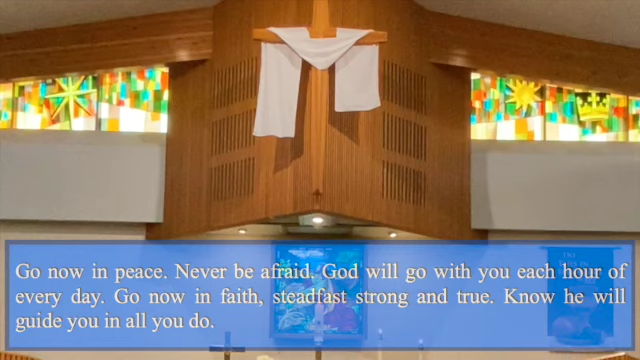 Go now in peace. Never be afraid. God will go with you each hour of
every day. Go now in faith, steadfast strong and true. Know he will
guide you in all you do.